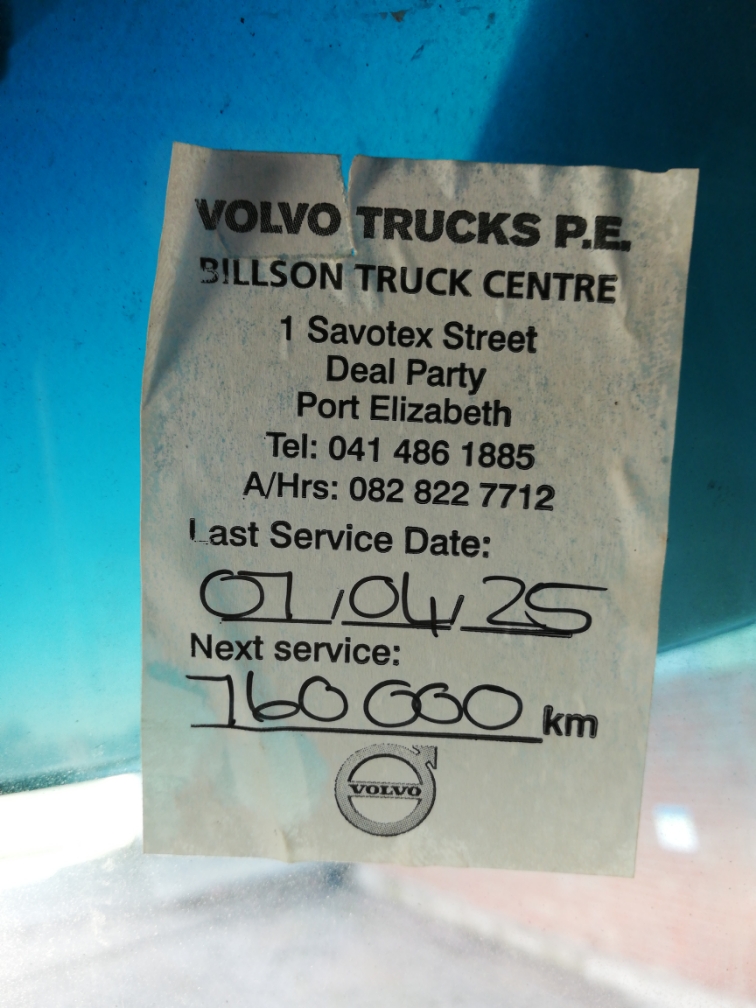 VOLVO TRUCKS P.E.
BILLSON TRUCK CENTRE
1 Savotex Street
Deal Party
Port Elizabeth
Tel: 041 486 1885
A/Hrs: 082 822 7712
Last Service Date:
07/04/25
Next service:
760 000 km
VOLVO